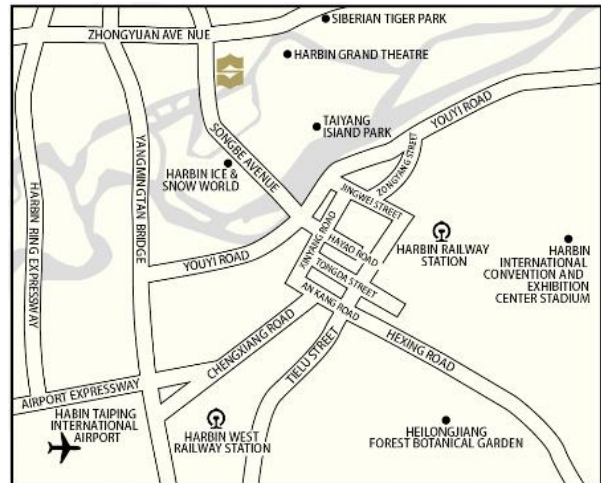 SIBERIAN TIGER PARK
ZHONGYUAN AVE NUE
HARBIN GRAND THEATRE
TAIYANG
ISIAND PARK
YOUYI ROAD
SONGBE AVENUE
ZONGYANG STREET
HARBIN ICE &
SNOW WORLD
JINGWEI STREET
YANGMINGTAN BRIDGE
HARBIN RING EXPRESSWAY
XINYANG ROAD
HAYAO ROAD
HARBIN RAILWAY
STATION
HARBIN
INTERNATIONAL
CONVENTION AND
EXHIBITION
CENTER STADIUM
YOUYI ROAD
TONGDA STREET
AN KANG ROAD
CHENGXIANG ROAD
TIELU STREET
HEXING ROAD
AIRPORT EXPRESSWAY
HABIN TAIPING
INTERNATIONAL
AIRPORT
HARBIN WEST
RAILWAY STATION
HEILONGJIANG
FOREST BOTANICAL GARDEN